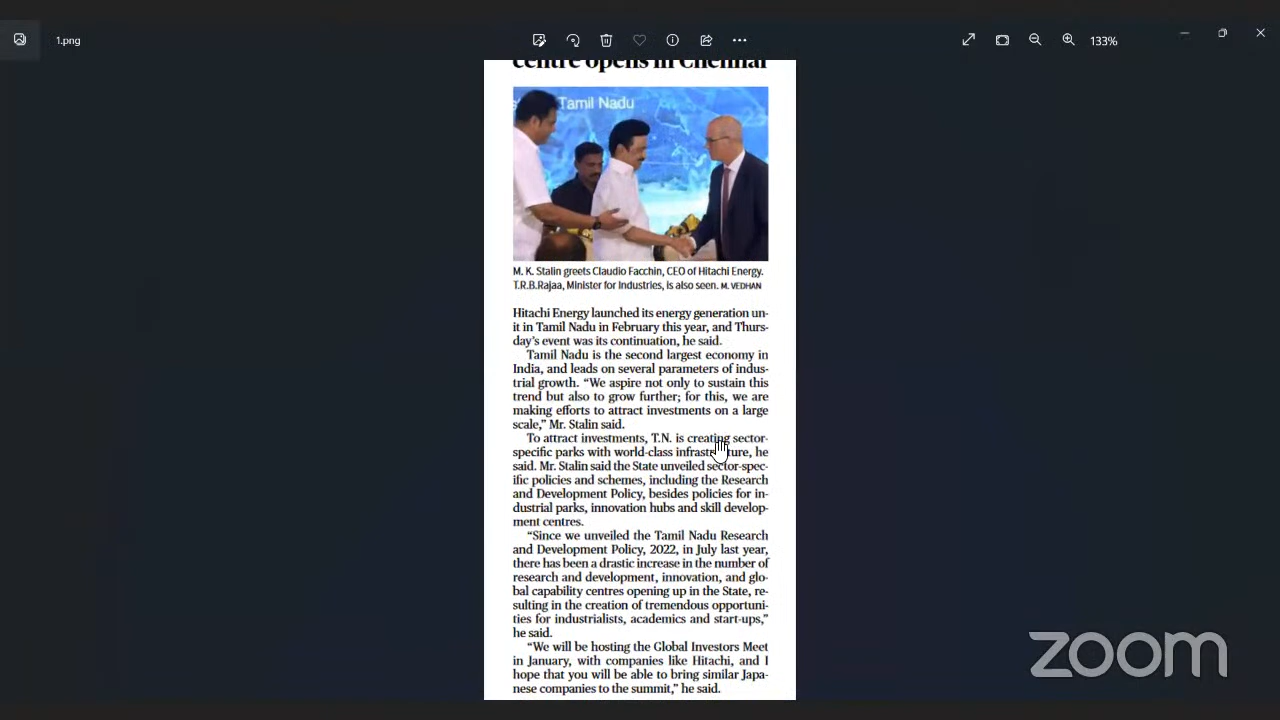 1.png
133%
centre opens in Chennai
Tamil Nadu
M. K. Stalin greets Claudio Facchin, CEO of Hitachi Energy.
T.R.B.Rajaa, Minister for Industries, is also seen. M. VEDHAN
Hitachi Energy launched its energy generation un-
it in Tamil Nadu in February this year, and Thurs-
day's event was its continuation, he said.
Tamil Nadu is the second largest economy in
India, and leads on several parameters of indus-
trial growth. “We aspire not only to sustain this
trend but also to grow further; for this, we are
making efforts to attract investments on a large
scale,” Mr. Stalin said.
To attract investments, T.N. is creating sector-
specific parks with world-class infrastructure, he
said. Mr. Stalin said the State unveiled sector-spec-
ific policies and schemes, including the Research
and Development Policy, besides policies for in-
dustrial parks, innovation hubs and skill develop-
ment centres.
“Since we unveiled the Tamil Nadu Research
and Development Policy, 2022, in July last year,
there has been a drastic increase in the number of
research and development, innovation, and glo-
bal capability centres opening up in the State, re-
sulting in the creation of tremendous opportuni-
ties for industrialists, academics and start-ups,”
he said.
“We will be hosting the Global Investors Meet
in January, with companies like Hitachi, and I
hope that you will be able to bring similar Japa-
nese companies to the summit,” he said.
zoom